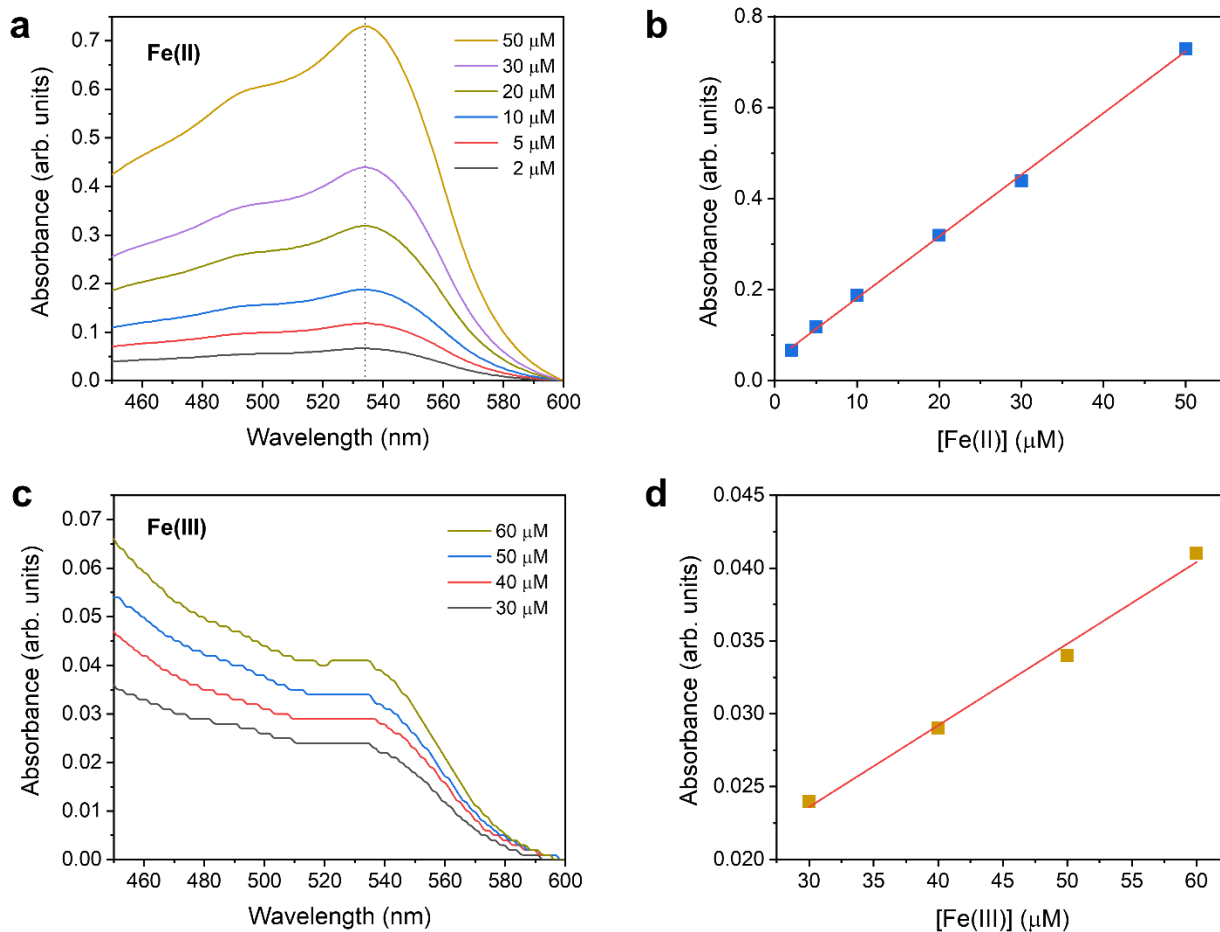 a
Fe(II)
50 μM
30 μM
20 μM
10 μM
5 μM
2 μM
0.7
0.6
0.5
0.4
0.3
0.2
0.1
0.0
Absorbance (arb. units)
460 480 500 520 540 560 580 600
Wavelength (nm)
b
0.8
0.6
0.4
0.2
0.0
Absorbance (arb. units)
0 10 20 30 40 50
[Fe(II)] (μM)
c
Fe(III)
60 μM
50 μM
40 μM
30 μM
0.07
0.06
0.05
0.04
0.03
0.02
0.01
0.00
Absorbance (arb. units)
460 480 500 520 540 560 580 600
Wavelength (nm)
d
0.045
0.040
0.035
0.030
0.025
0.020
Absorbance (arb. units)
30 35 40 45 50 55 60
[Fe(III)] (μM)